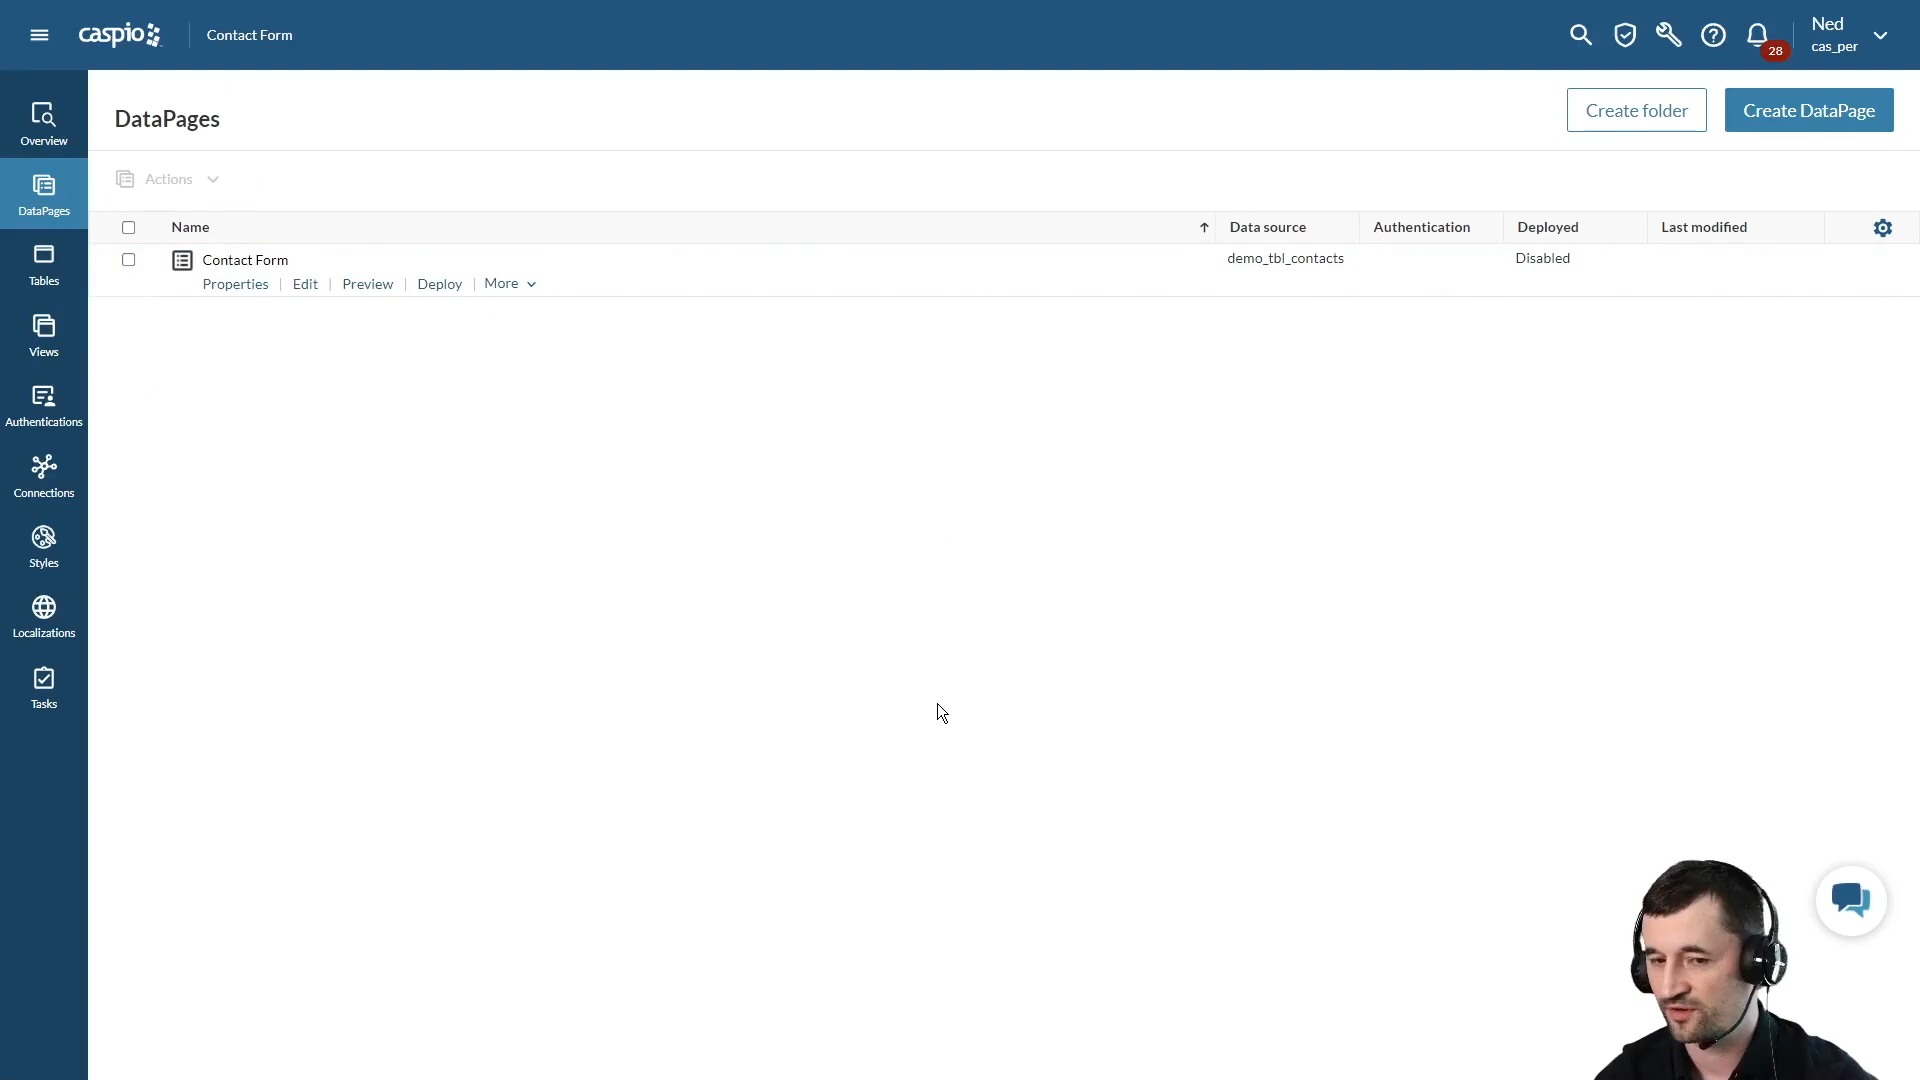 caspio
Contact Form
Ned
cas_per
28
Overview
DataPages
Tables
Views
Authentications
Connections
Styles
Localizations
Tasks
DataPages
Create folder
Create DataPage
Actions
Name
Data source
Authentication
Deployed
Last modified
Contact Form
demo_tbl_contacts
Disabled
Properties | Edit | Preview | Deploy | More